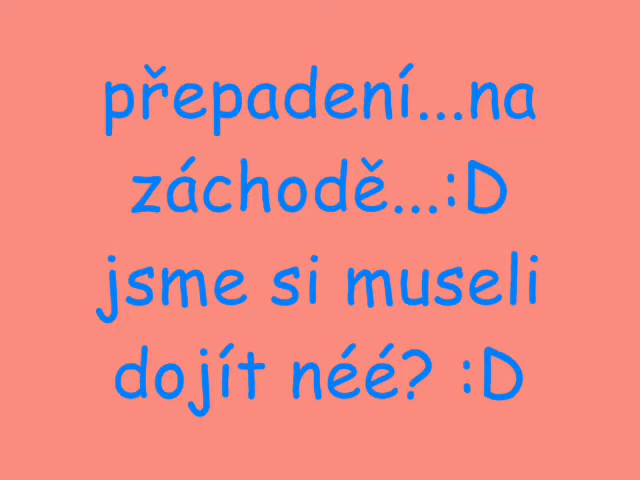 přepadení...na
záchodě...:D
jsme si museli
dojít néé? :D